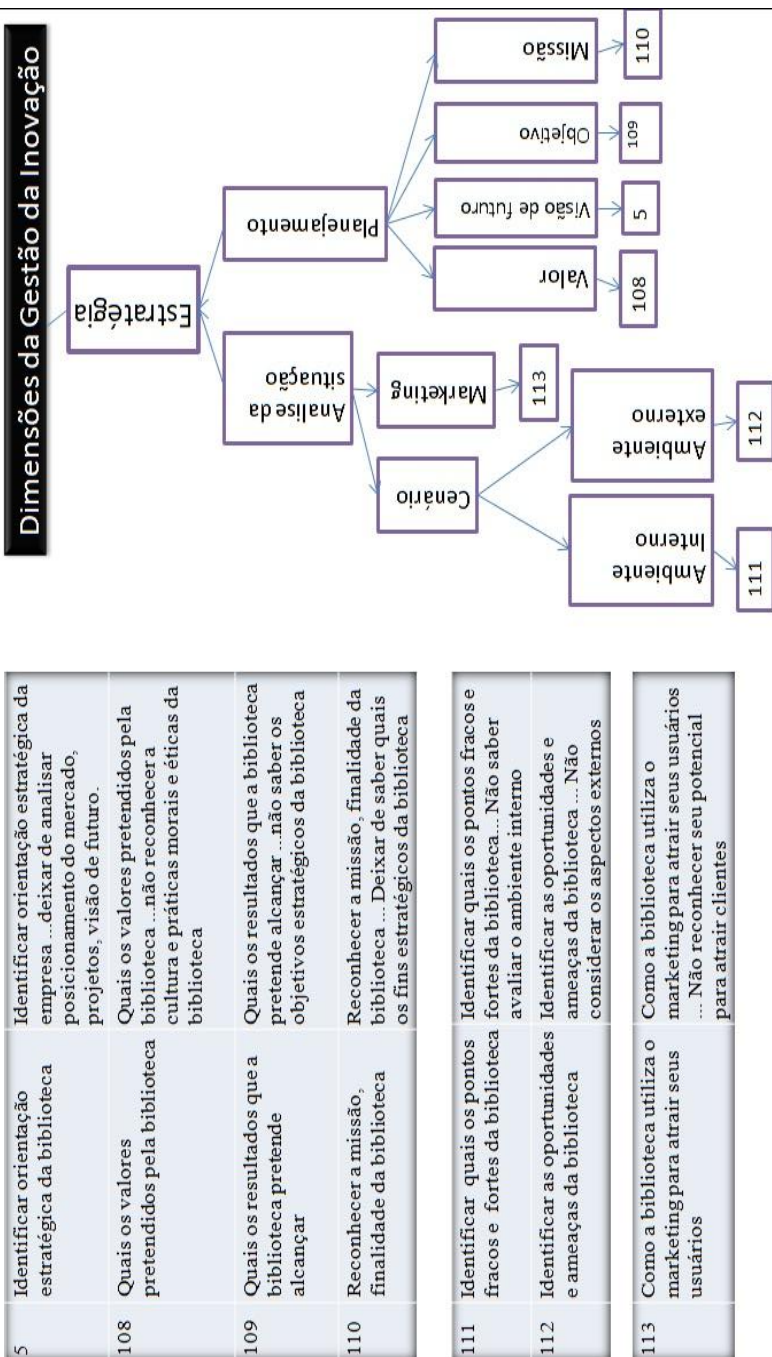 Dimensões da Gestão da Inovação
Estratégia
Analise da
situação
Planejamento
Cenário
Marketing
Valor
Visão de futuro
Objetivo
Missão
Ambiente
Interno
Ambiente
externo
113
108
5
109
110
111
112
5
Identificar orientação
estratégica da biblioteca
Identificar orientação estratégica da
empresa ...deixar de analisar
posicionamento do mercado,
projetos, visão de futuro.
108
Quais os valores
pretendidos pela biblioteca
Quais os valores pretendidos pela
biblioteca ...não reconhecer a
cultura e práticas morais e éticas da
biblioteca
109
Quais os resultados que a
biblioteca pretende
alcançar
Quais os resultados que a biblioteca
pretende alcançar ...não saber os
objetivos estratégicos da biblioteca
110
Reconhecer a missão,
finalidade da biblioteca
Reconhecer a missão, finalidade da
biblioteca ... Deixar de saber quais
os fins estratégicos da biblioteca
111
Identificar quais os pontos
fracos e fortes da biblioteca
Identificar quais os pontos fracos e
fortes da biblioteca... Não saber
avaliar o ambiente interno
112
Identificar as oportunidades
e ameaças da biblioteca
Identificar as oportunidades e
ameaças da biblioteca ... Não
considerar os aspectos externos
113
Como a biblioteca utiliza o
marketing para atrair seus
usuários
Como a biblioteca utiliza o
marketing para atrair seus usuários
... Não reconhecer seu potencial
para atrair clientes